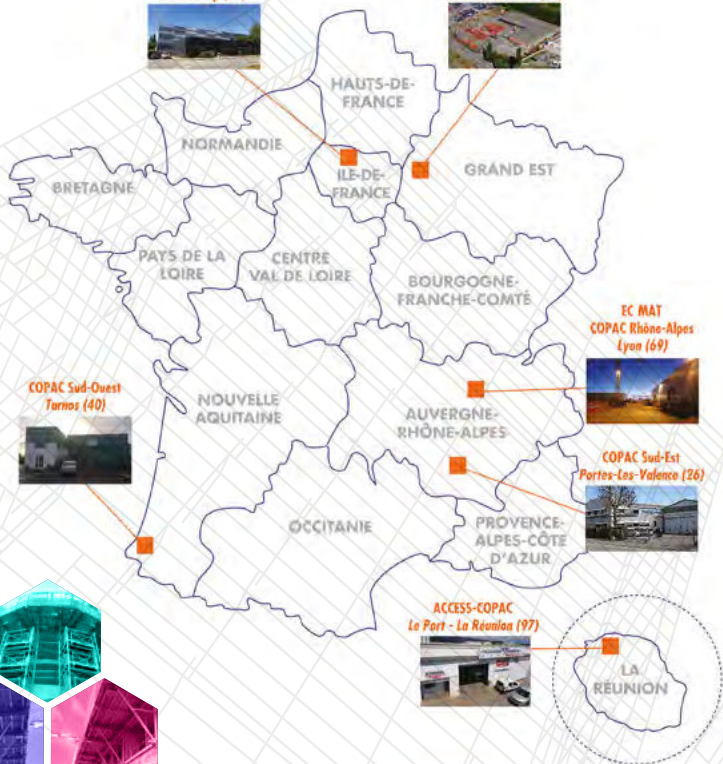 HAUTS-DE-
FRANCE
NORMANDIE
ILE-DE-
FRANCE
GRAND EST
BRETAGNE
PAYS DE LA
LOIRE
CENTRE
VAL DE LOIRE
BOURGOGNE-
FRANCHE-COMTÉ
EC MAT
COPAC Rhône-Alpes
Lyon (69)
COPAC Sud-Ouest
Tarnos (40)
NOUVELLE
AQUITAINE
AUVERGNE-
RHÔNE-ALPES
COPAC Sud-Est
Portes-Les-Valence (26)
OCCITANIE
PROVENCE-
ALPES-CÔTE
D'AZUR
ACCESS-COPAC
Le Port - La Réunion (97)
LA
RÉUNION